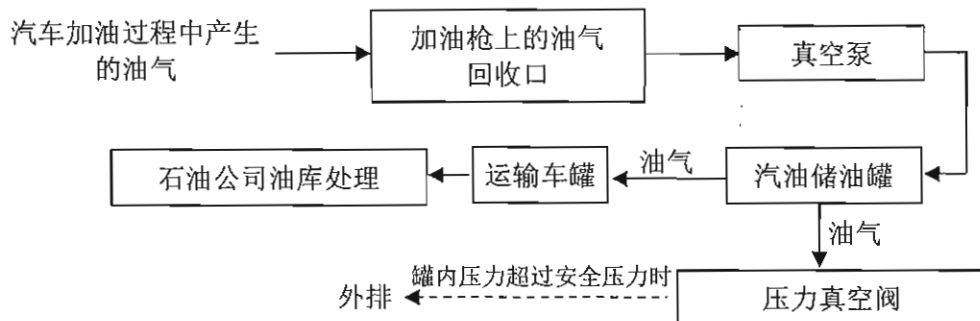 汽车加油过程中产生
的油气
加油枪上的油气
回收口
真空泵
石油公司油库处理
运输车罐
油气
汽油储油罐
油气
罐内压力超过安全压力时
外排
压力真空阀